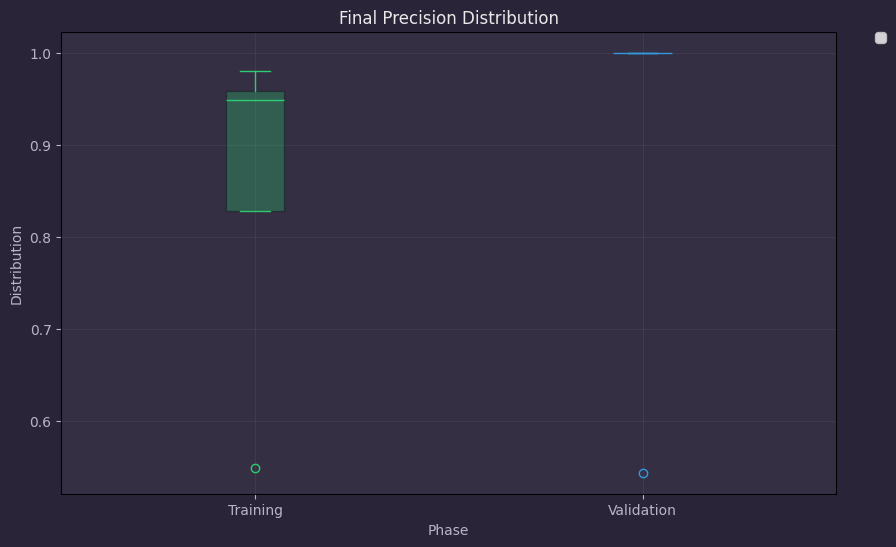 Final Precision Distribution
1.0
0.9
0.8
0.7
0.6
Distribution
Training
Validation
Phase